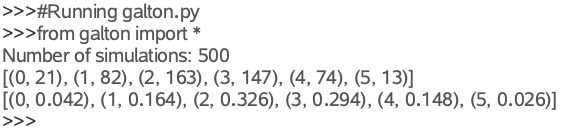 >>>#Running galton.py
>>>from galton import *
Number of simulations: 500
[(0, 21), (1, 82), (2, 163), (3, 147), (4, 74), (5, 13)]
[(0, 0.042), (1, 0.164), (2, 0.326), (3, 0.294), (4, 0.148), (5, 0.026)]
>>>